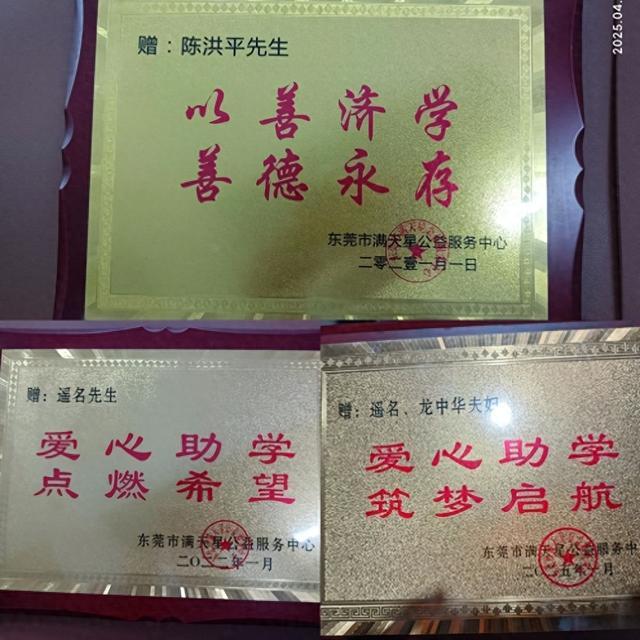 2025.04.
赠：陈洪平先生
以善济学
善德永存
东莞市满天星公益服务中心
二零二壹一月一日
赠：遥名先生
爱心助学
点燃希望
东莞市满天星公益服务中心
二〇二二年一月
赠：遥名、龙中华夫妇
爱心助学
筑梦启航
东莞市满天星公益服务中
二〇二五年一月